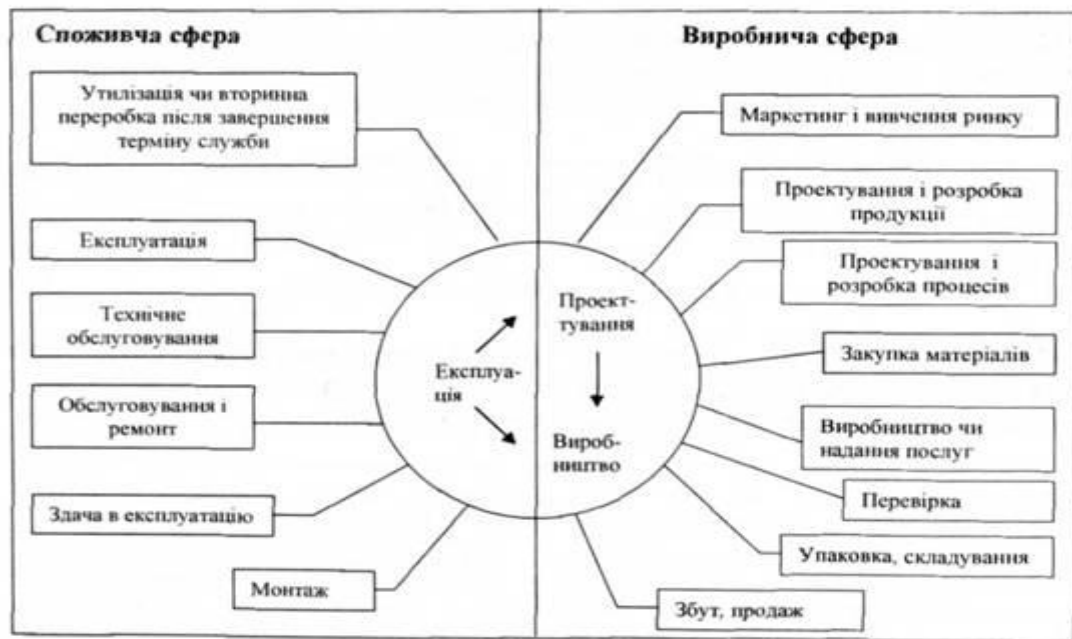 Споживча сфера
Утилізація чи вторинна
переробка після завершення
терміну служби
Експлуатація
Технічне
обслуговування
Обслуговування і
ремонт
Здача в експлуатацію
Монтаж
Експлуа-
ція
Проект-
тування
Вироб-
ництво
Виробнича сфера
Маркетинг і вивчення ринку
Проектування і розробка
продукції
Проектування і
розробка процесів
Закупка матеріалів
Виробництво чи
надання послуг
Перевірка
Упаковка, складування
Збут, продаж